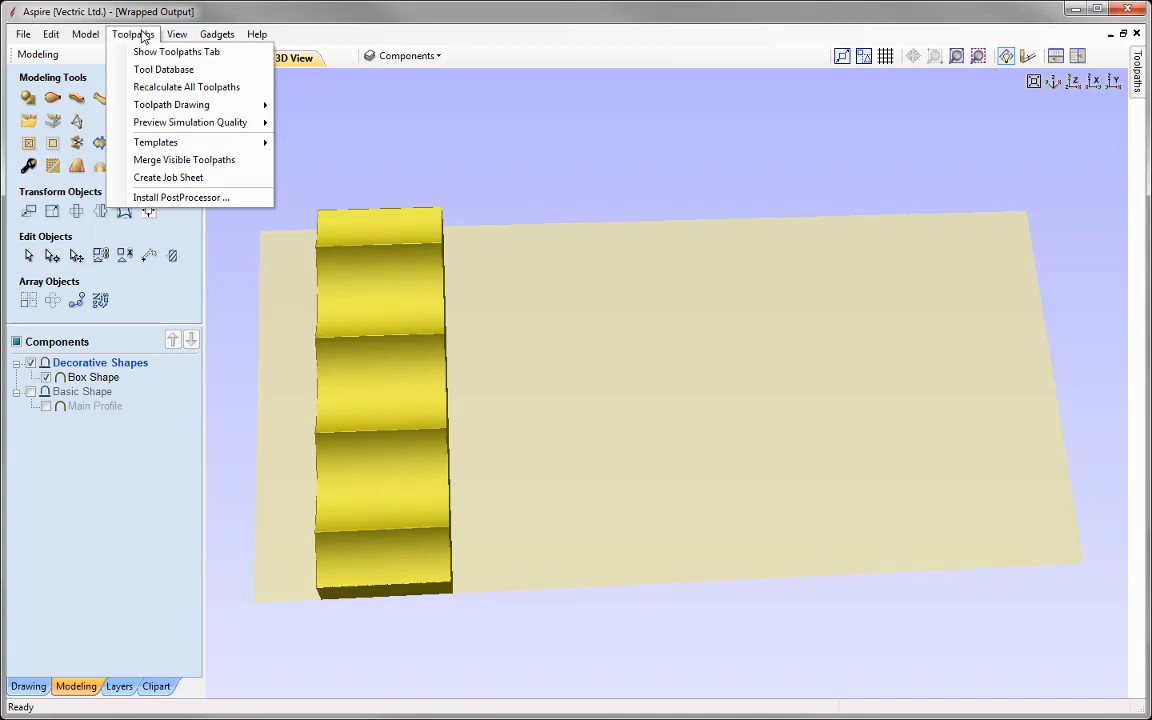 Aspire {Vectric Ltd.} - [Wrapped Output]
File Edit Model Toolpaths View Gadgets Help
Modeling
Show Toolpaths Tab
Tool Database
Recalculate All Toolpaths
Toolpath Drawing
Preview Simulation Quality
Templates
Merge Visible Toolpaths
Create Job Sheet
Install PostProcessor ...
3D View
Components
Toolpaths
Z X Y
Modeling Tools
Transform Objects
Edit Objects
Array Objects
Components
Decorative Shapes
Box Shape
Basic Shape
Main Profile
Drawing Modeling Layers Clipart
Ready